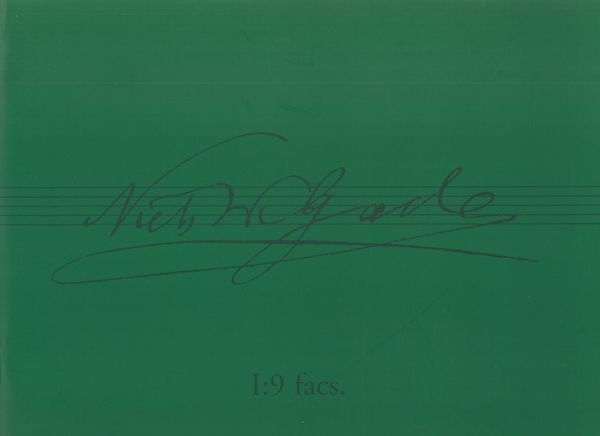 Niels W. Gade
I:9 facs.